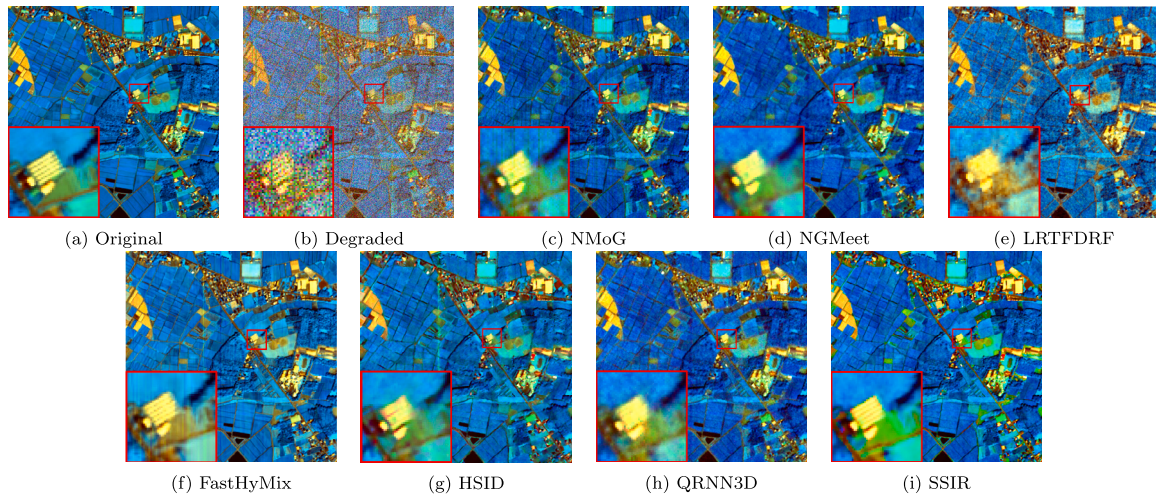 (a) Original
(b) Degraded
(c) NMoG
(d) NGMeet
(e) LRTFDRF
(f) FastHyMix
(g) HSID
(h) QRNN3D
(i) SSIR